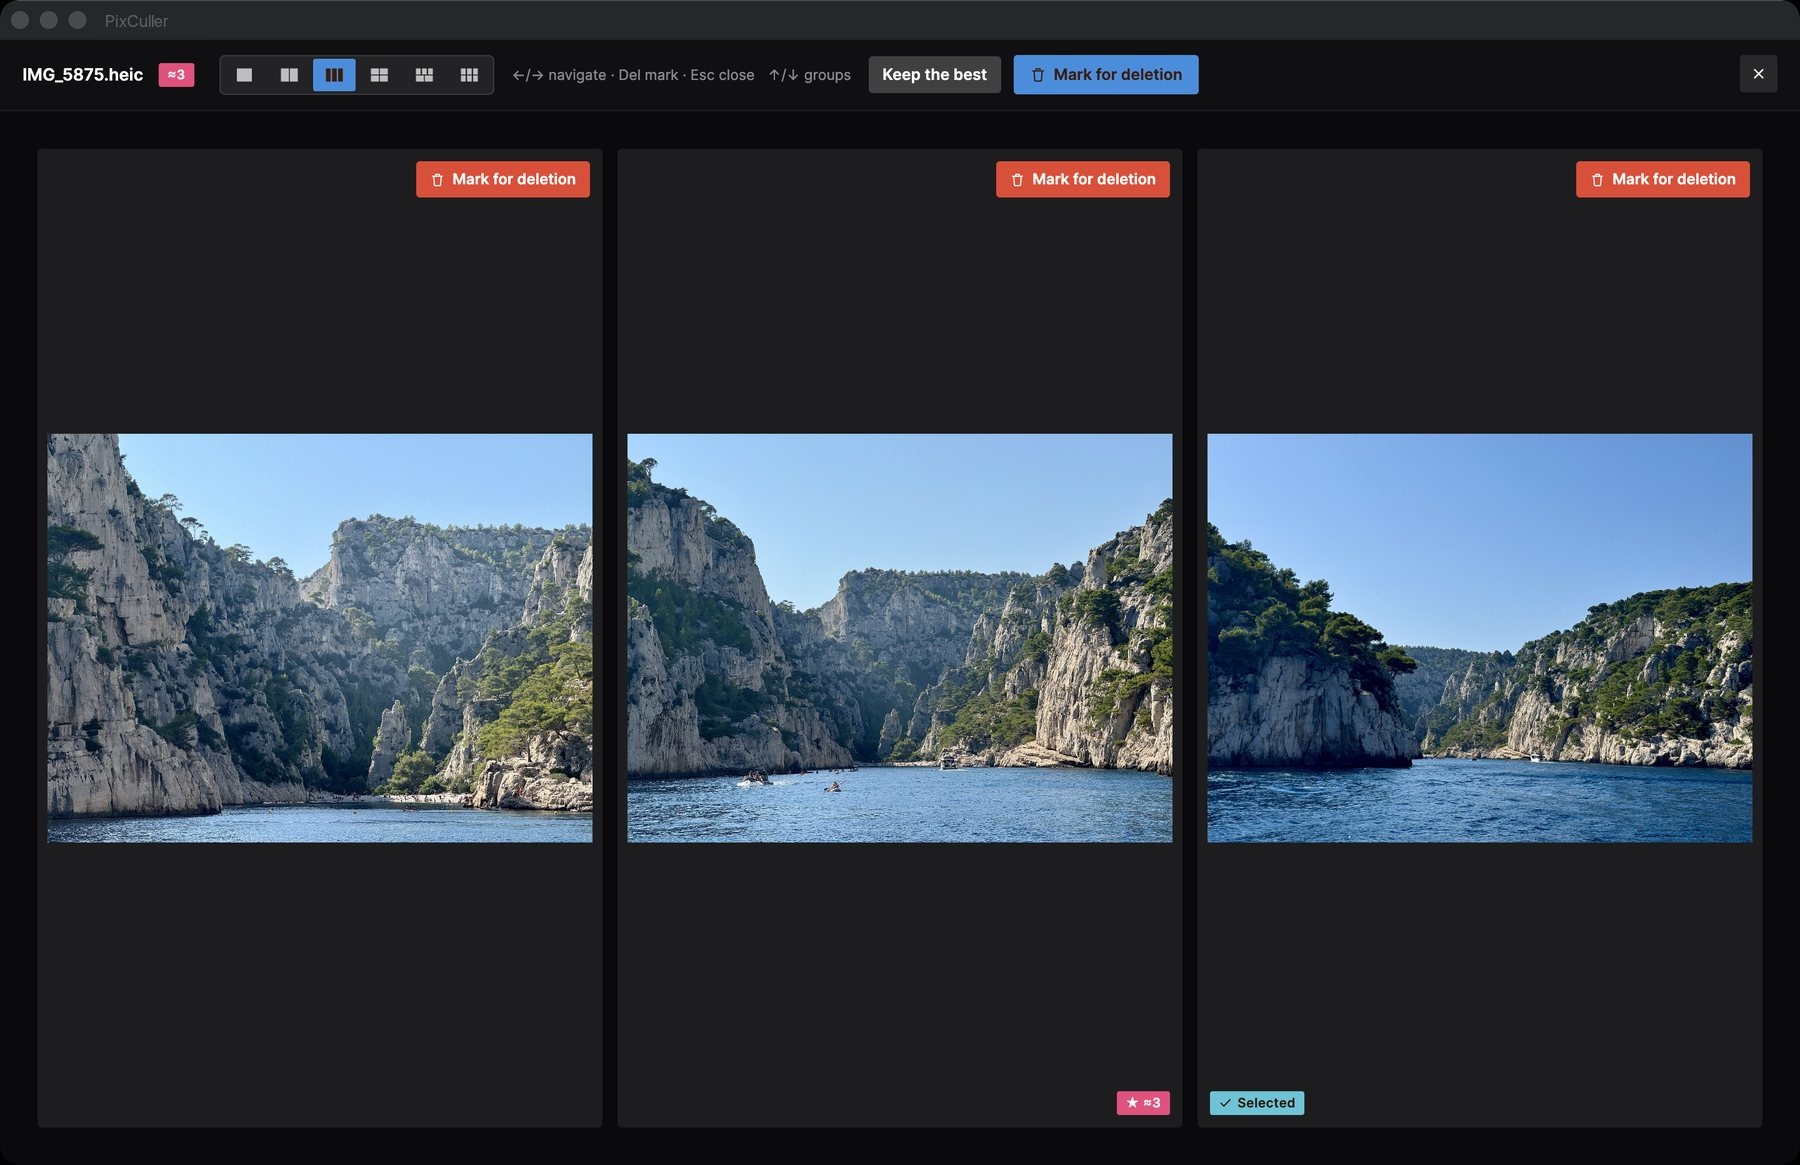 PixCuller
IMG_5875.heic ≈3 ←/→ navigate · Del mark · Esc close ↑/↓ groups Keep the best Mark for deletion
Mark for deletion
Mark for deletion
Mark for deletion
★ ≈3
✓ Selected